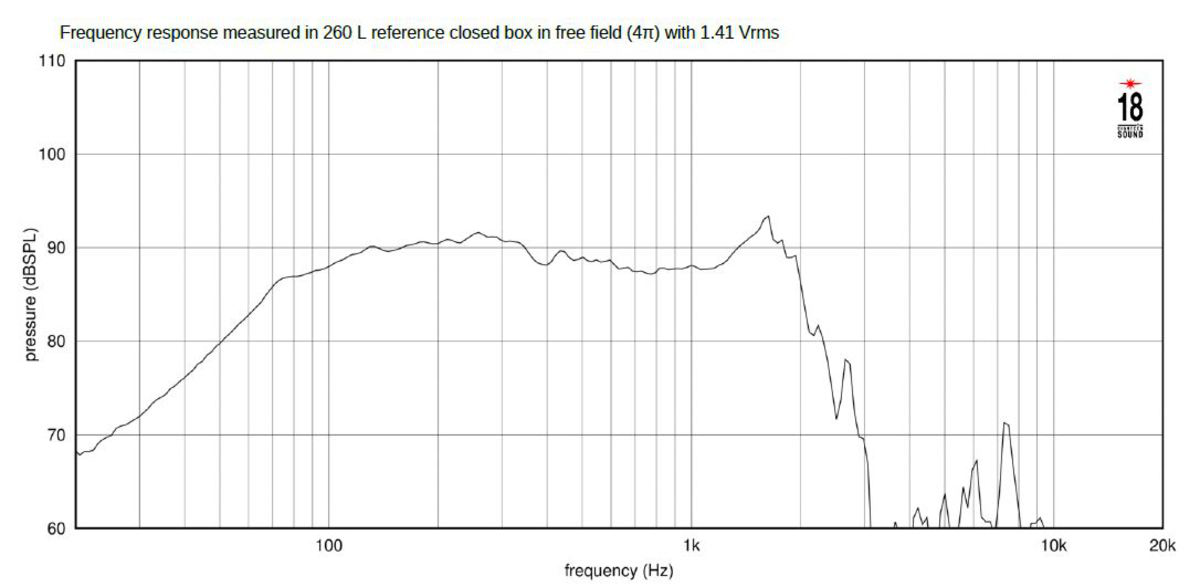 Frequency response measured in 260 L reference closed box in free field (4π) with 1.41 Vrms
110
100
90
80
70
60
pressure (dBSPL)
18
EIGHTEEN
SOUND
100
1k
10k
20k
frequency (Hz)